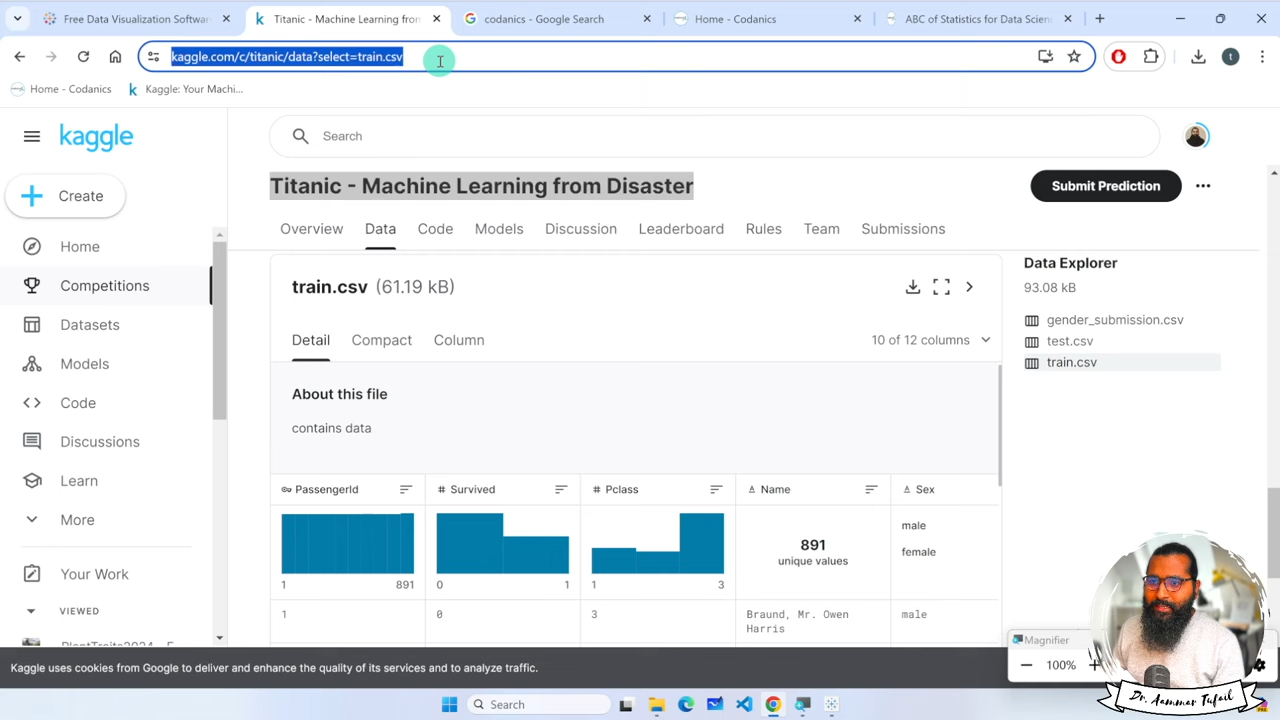 Free Data Visualization Softwar
Titanic - Machine Learning fron
codanics - Google Search
Home - Codanics
ABC of Statistics for Data Scien
kaggle.com/c/titanic/data?select=train.csv
t
Home - Codanics
Kaggle: Your Machi...
kaggle
Search
Create
Titanic - Machine Learning from Disaster
Submit Prediction
Overview
Data
Code
Models
Discussion
Leaderboard
Rules
Team
Submissions
Home
Competitions
Datasets
Models
Code
Discussions
Learn
More
Your Work
VIEWED
PlantTraits2024 - F
train.csv (61.19 kB)
Detail
Compact
Column
10 of 12 columns
About this file
contains data
PassengerId
# Survived
# Pclass
A Name
A Sex
1
891
0
1
1
3
891
unique values
male
female
1
0
3
Braund, Mr. Owen
Harris
male
Data Explorer
93.08 kB
gender_submission.csv
test.csv
train.csv
Kaggle uses cookies from Google to deliver and enhance the quality of its services and to analyze traffic.
Magnifier
100%
Dr. Aammar Tufail
Search